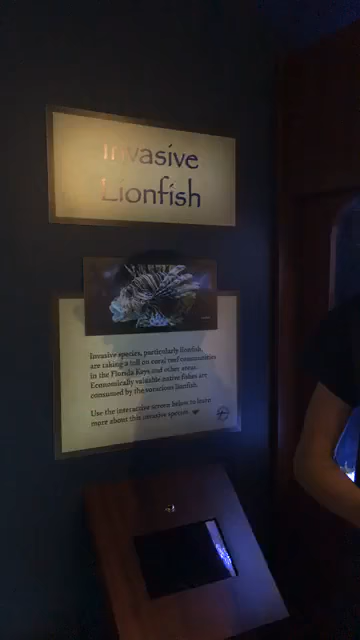 Invasive
Lionfish
Invasive species, particularly lionfish,
are taking a toll on coral reef communities
in the Florida Keys and other areas.
Economically valuable native fishes are
consumed by the voracious lionfish.
Use the interactive screen below to learn
more about this invasive species.